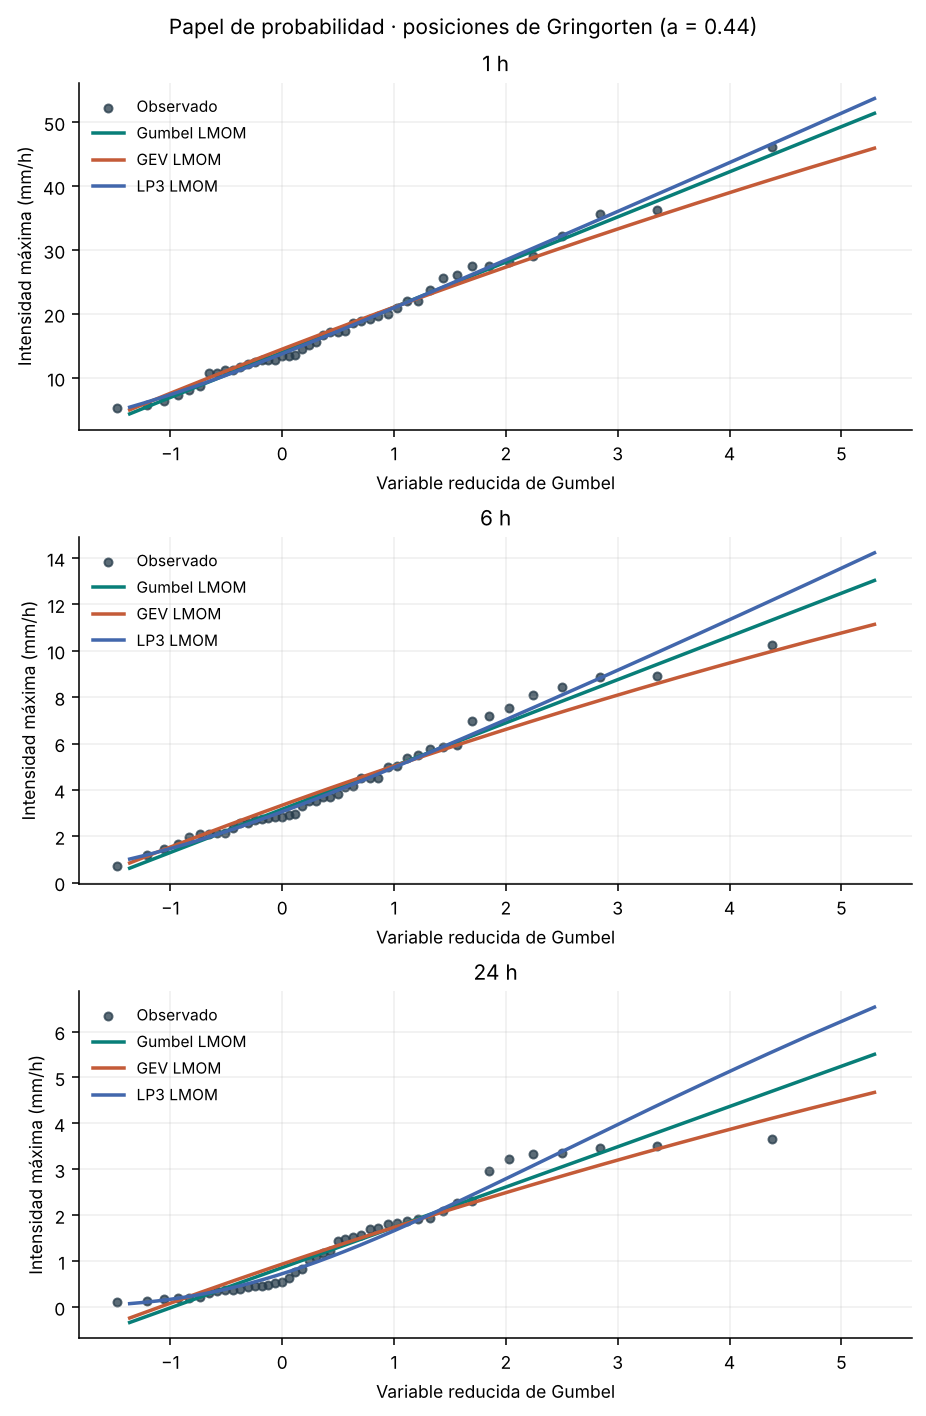 Papel de probabilidad · posiciones de Gringorten (a = 0.44)
1 h
Observado
Gumbel LMOM
GEV LMOM
LP3 LMOM
Intensidad máxima (mm/h)
50
40
30
20
10
−1 0 1 2 3 4 5
Variable reducida de Gumbel
6 h
Observado
Gumbel LMOM
GEV LMOM
LP3 LMOM
Intensidad máxima (mm/h)
14
12
10
8
6
4
2
0
−1 0 1 2 3 4 5
Variable reducida de Gumbel
24 h
Observado
Gumbel LMOM
GEV LMOM
LP3 LMOM
Intensidad máxima (mm/h)
6
5
4
3
2
1
0
−1 0 1 2 3 4 5
Variable reducida de Gumbel